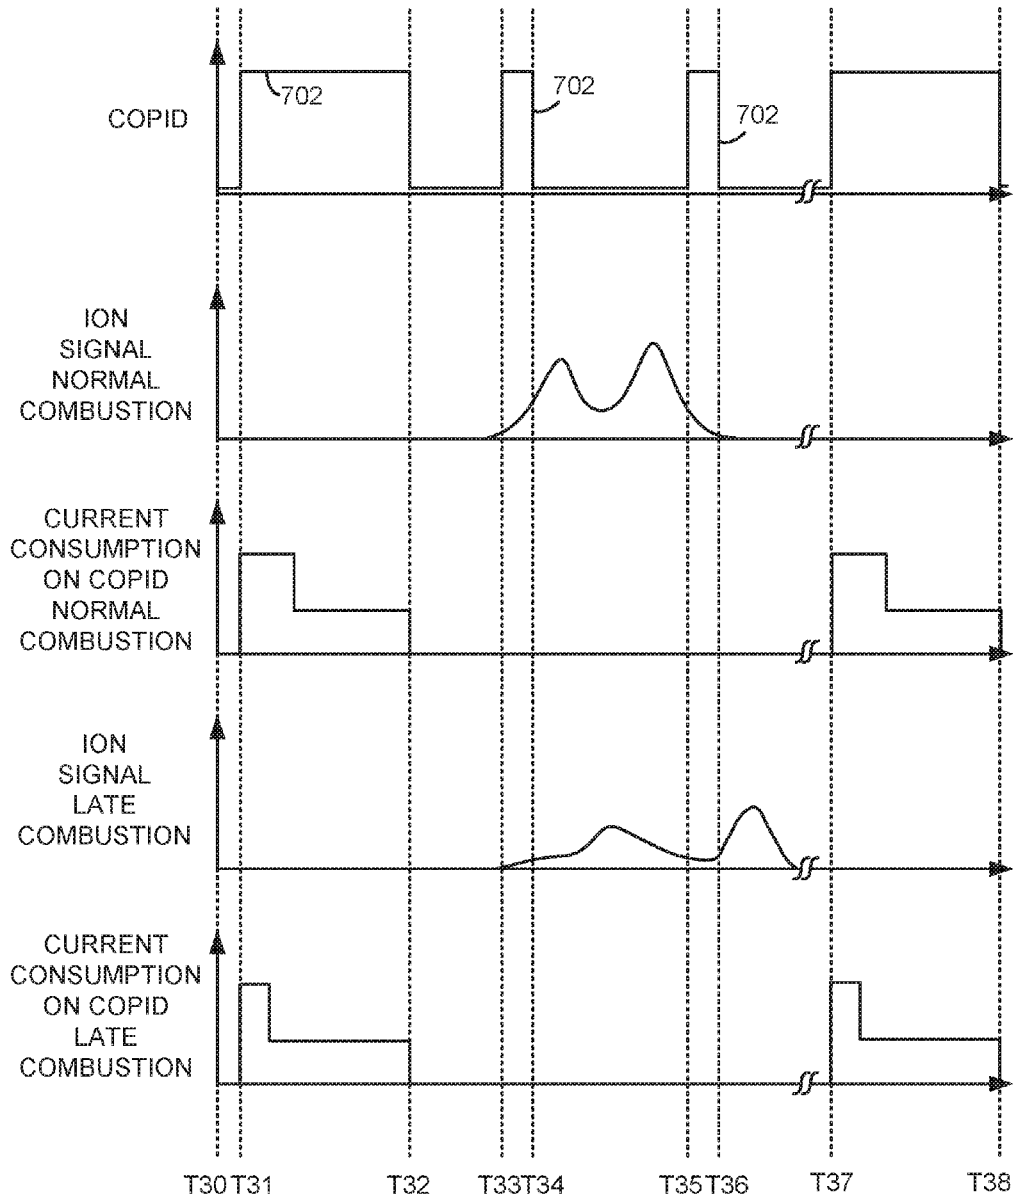 702
702
702
COPID
ION
SIGNAL
NORMAL
COMBUSTION
CURRENT
CONSUMPTION
ON COPID
NORMAL
COMBUSTION
ION
SIGNAL
LATE
COMBUSTION
CURRENT
CONSUMPTION
ON COPID
LATE
COMBUSTION
T30 T31 T32 T33 T34 T35 T36 T37 T38